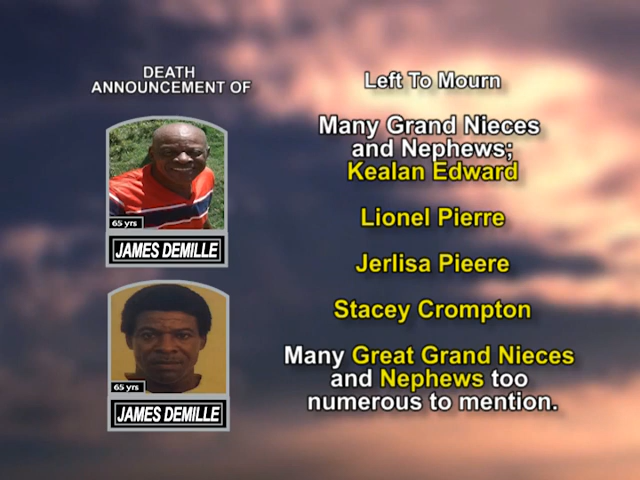 DEATH
ANNOUNCEMENT OF
65 yrs
JAMES DEMILLE
65 yrs
JAMES DEMILLE
Left To Mourn
Many Grand Nieces
and Nephews;
Kealan Edward
Lionel Pierre
Jerlisa Pieere
Stacey Crompton
Many Great Grand Nieces
and Nephews too
numerous to mention.